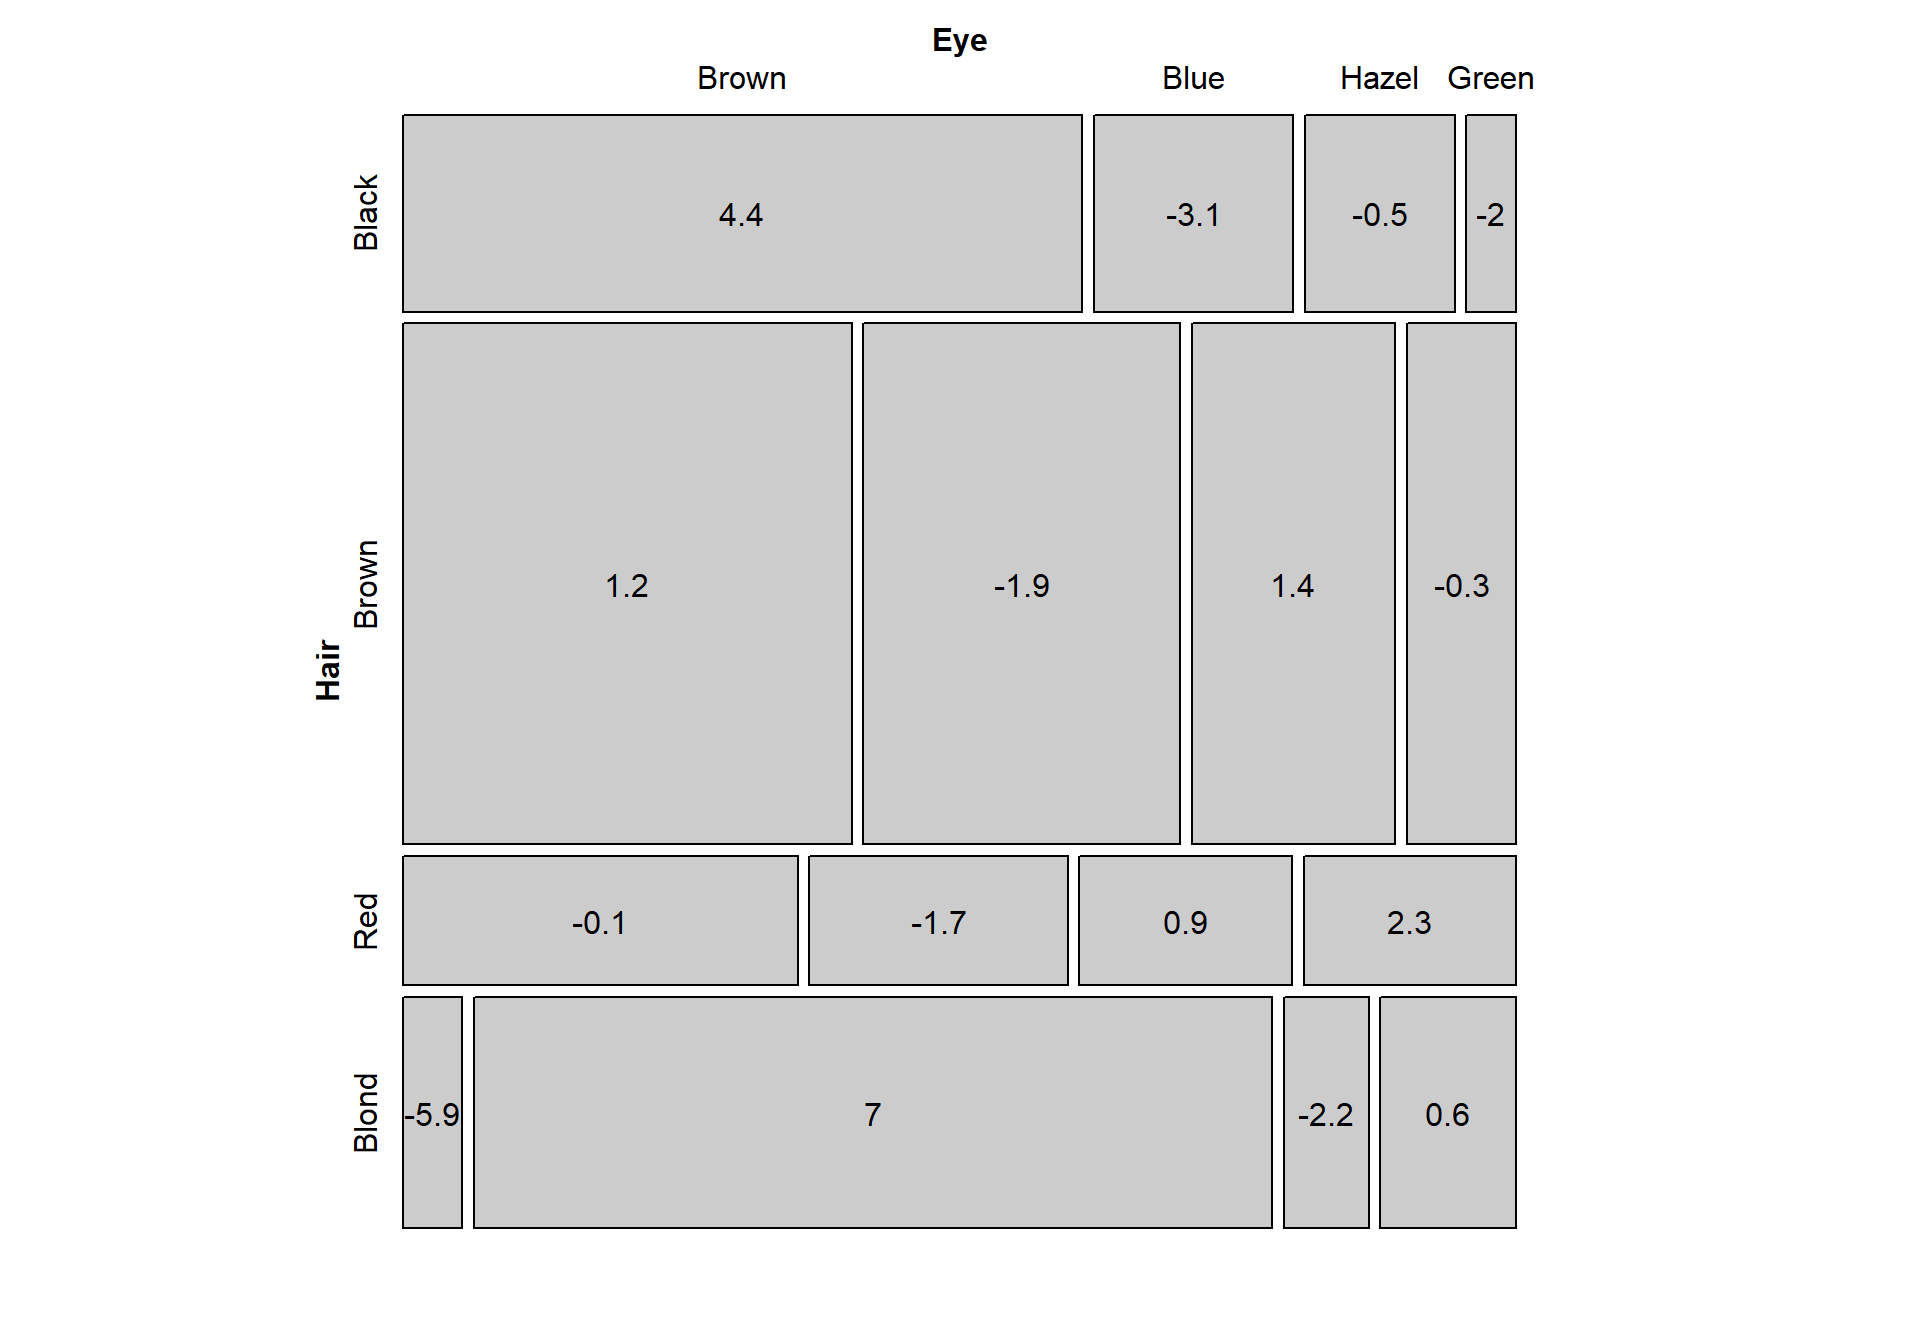 Eye
Brown Blue Hazel Green
Black
4.4 -3.1 -0.5 -2
Hair
Brown
1.2 -1.9 1.4 -0.3
Red
-0.1 -1.7 0.9 2.3
Blond
-5.9 7 -2.2 0.6